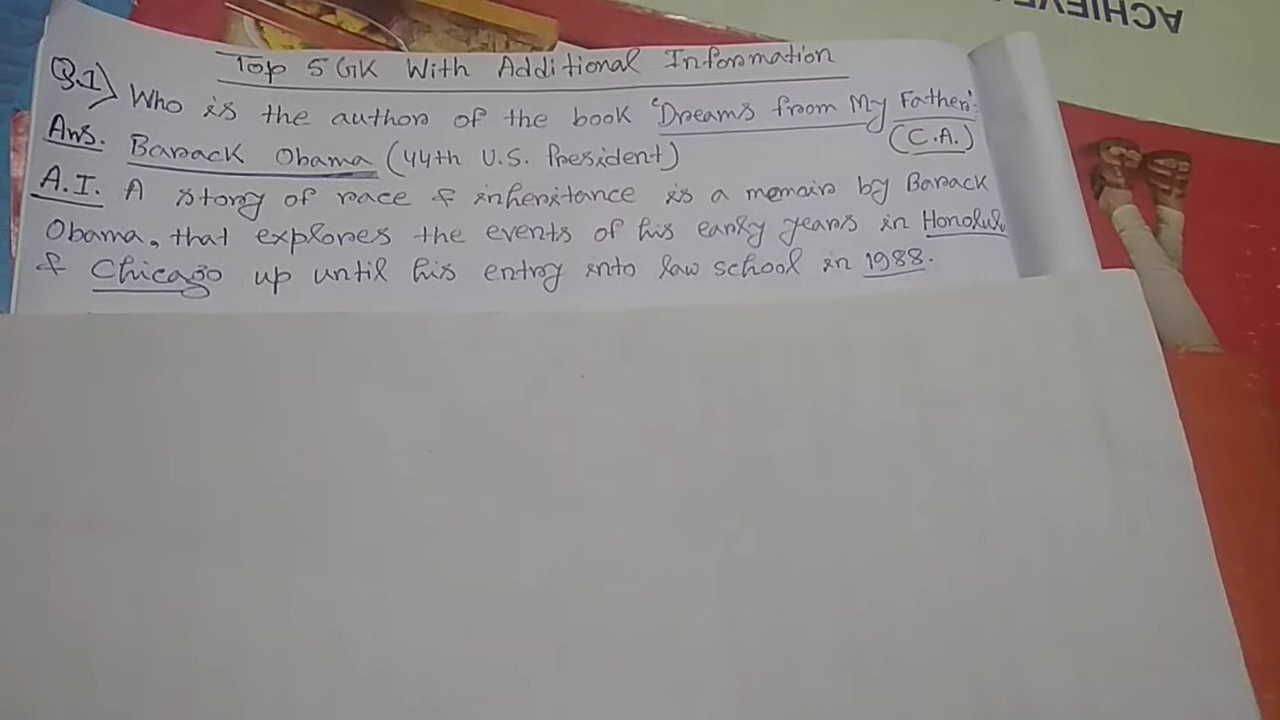 ACHIEVE
Top 5 GK With Additional Information
Q.1) Who is the author of the book 'Dreams from My Father'.
(C.A.)
Ans. Barack Obama (44th U.S. President)
A.I. A story of race & inheritance is a memoir by Barack
Obama, that explores the events of his early years in Honolulu
& Chicago up until his entry into law school in 1988.